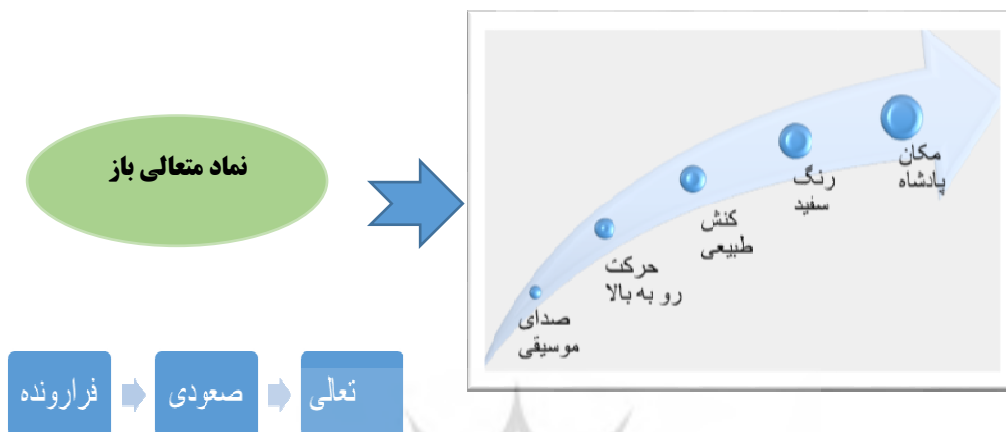 نماد متعالی باز
مکان
پادشاه
رنگ
سفید
کنش
طبیعی
حرکت
رو به بالا
صدای
موسیقی
فرارونده
صعودی
تعالی